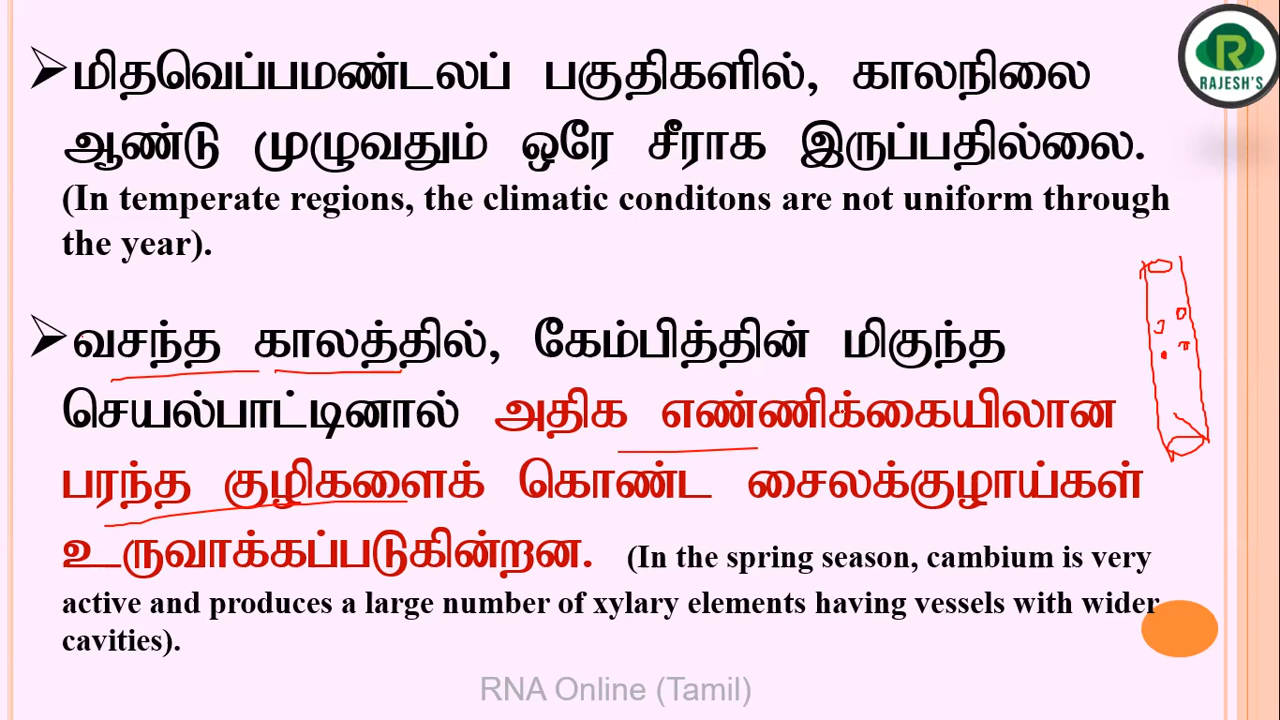 மிதவெப்பமண்டலப் பகுதிகளில், காலநிலை
ஆண்டு முழுவதும் ஒரே சீராக இருப்பதில்லை.
(In temperate regions, the climatic conditons are not uniform through
the year).
வசந்த காலத்தில், கேம்பித்தின் மிகுந்த
செயல்பாட்டினால் அதிக எண்ணிக்கையிலான
பரந்த குழிகளைக் கொண்ட சைலக்குழாய்கள்
உருவாக்கப்படுகின்றன. (In the spring season, cambium is very
active and produces a large number of xylary elements having vessels with wider
cavities).
R
RAJESH'S
RNA Online (Tamil)